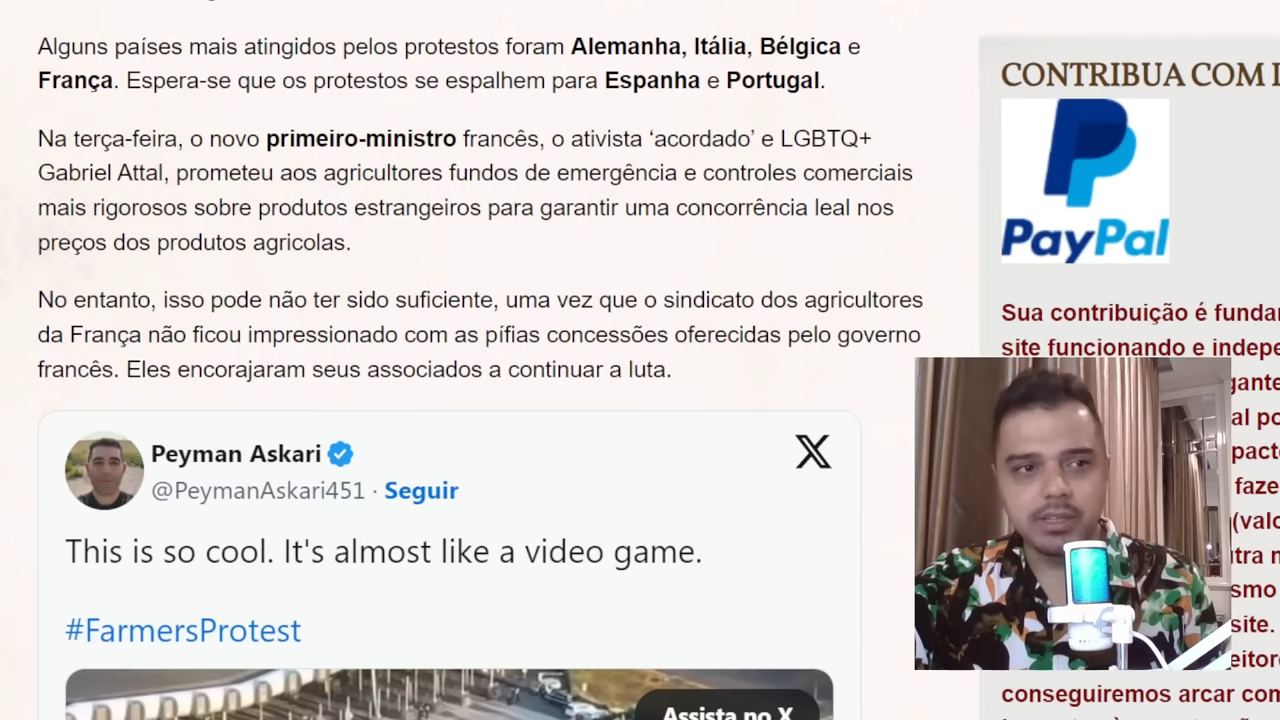 Alguns países mais atingidos pelos protestos foram Alemanha, Itália, Bélgica e
França. Espera-se que os protestos se espalhem para Espanha e Portugal.
Na terça-feira, o novo primeiro-ministro francês, o ativista ‘acordado’ e LGBTQ+
Gabriel Attal, prometeu aos agricultores fundos de emergência e controles comerciais
mais rigorosos sobre produtos estrangeiros para garantir uma concorrência leal nos
preços dos produtos agricolas.
No entanto, isso pode não ter sido suficiente, uma vez que o sindicato dos agricultores
da França não ficou impressionado com as pífias concessões oferecidas pelo governo
francês. Eles encorajaram seus associados a continuar a luta.
Peyman Askari
@PeymanAskari451 · Seguir
This is so cool. It's almost like a video game.
#FarmersProtest
Assista no X
CONTRIBUA COM
PayPal
Sua contribuição é
site funcionando e
(valo
smo
site.
conseguiremos arcar